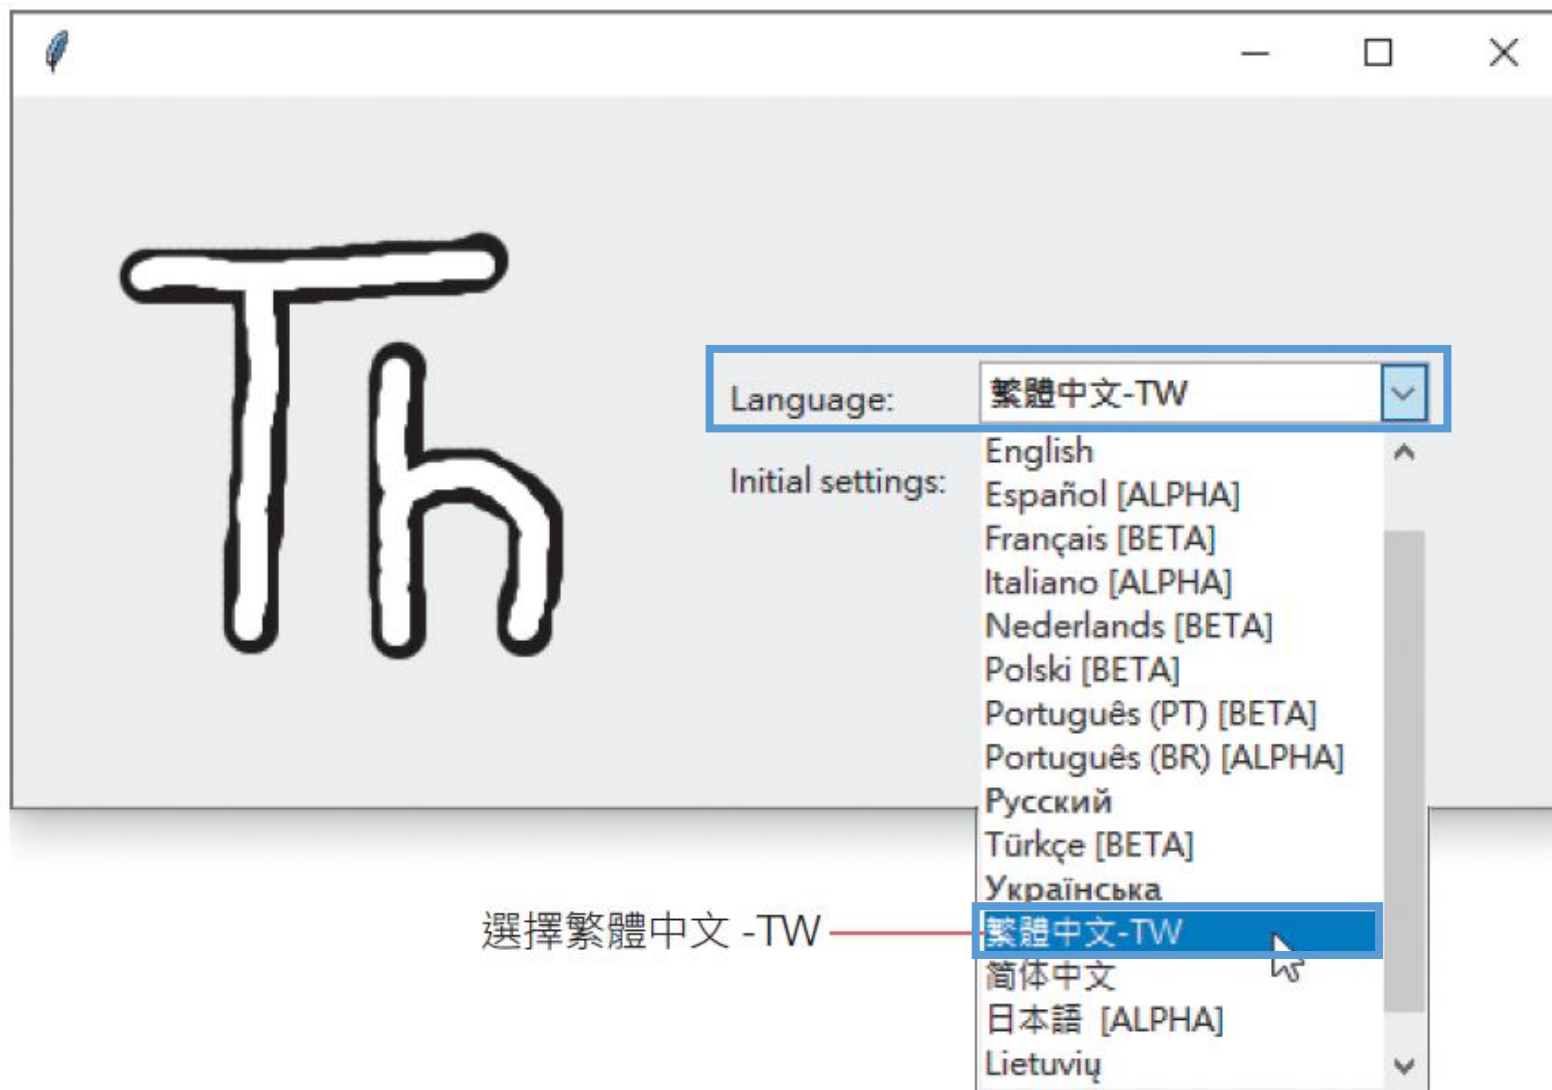 Th
Language:
繁體中文-TW
Initial settings:
English
Español [ALPHA]
Français [BETA]
Italiano [ALPHA]
Nederlands [BETA]
Polski [BETA]
Português (PT) [BETA]
Português (BR) [ALPHA]
Русский
Türkçe [BETA]
Українська
繁體中文-TW
简体中文
日本語 [ALPHA]
Lietuvių
選擇繁體中文 -TW